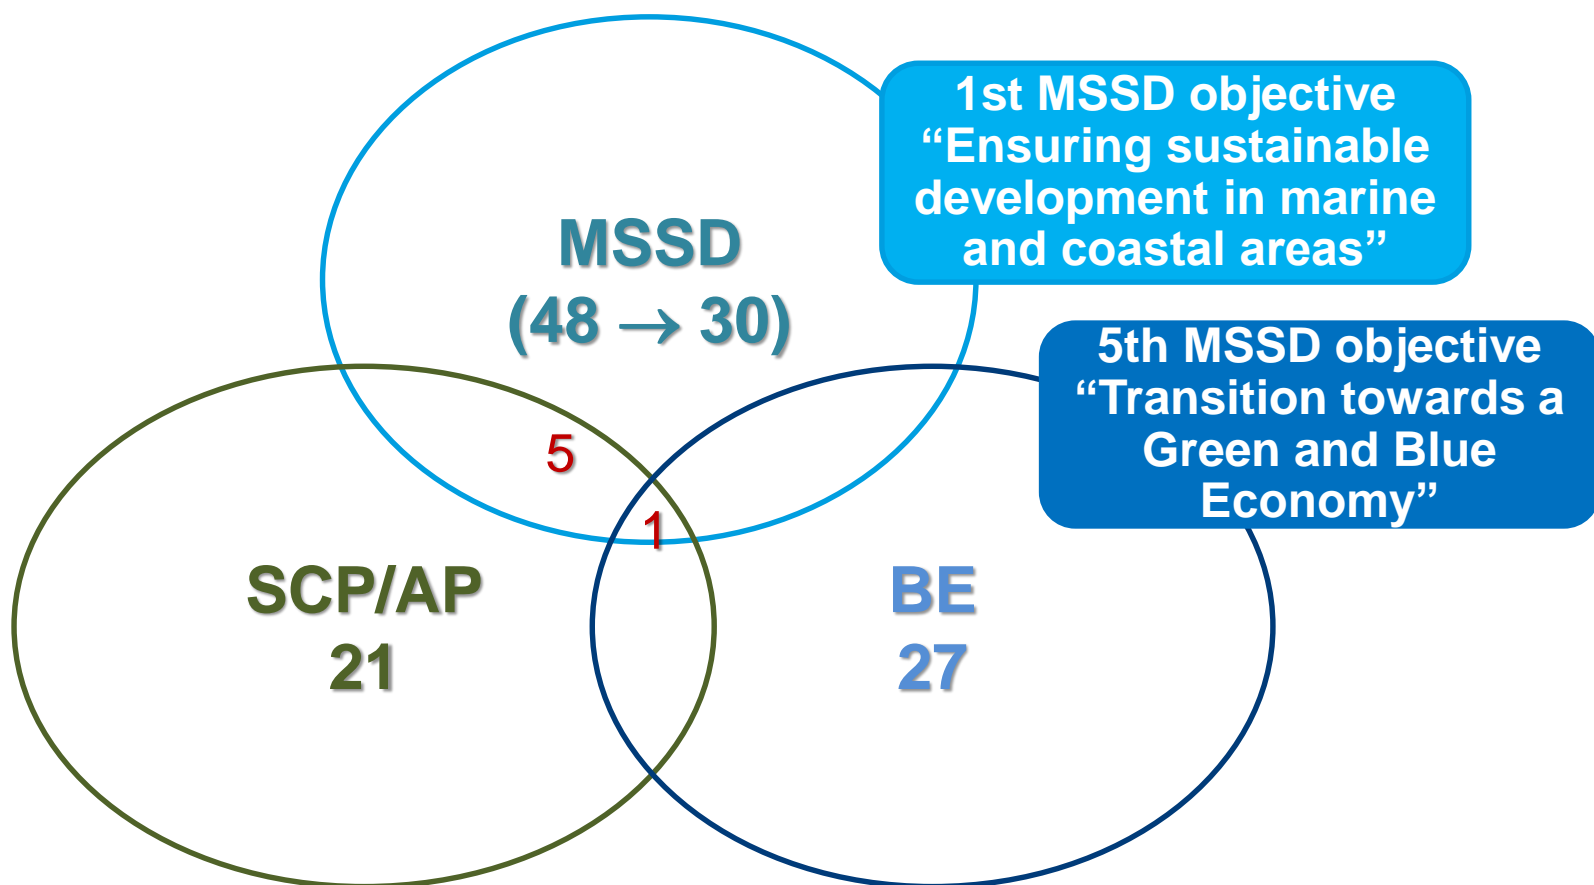 1st MSSD objective
“Ensuring sustainable
development in marine
and coastal areas”
MSSD
(48 → 30)
5th MSSD objective
“Transition towards a
Green and Blue
Economy”
5
1
SCP/AP
21
BE
27